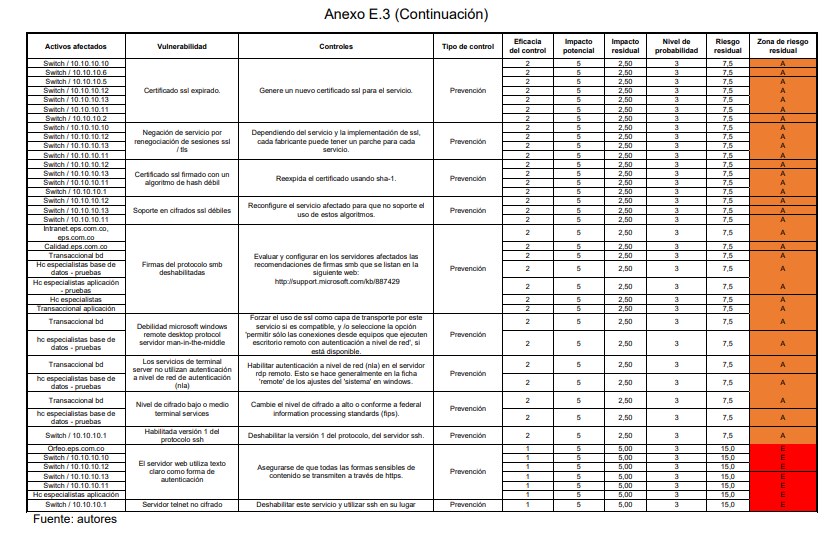 Anexo E.3 (Continuación)
Activos afectados Vulnerabilidad Controles Tipo de control Eficacia del control Impacto potencial Impacto residual Nivel de probabilidad Riesgo residual Zona de riesgo residual
Switch / 10.10.10.10 2 5 2,50 3 7,5 A
Switch / 10.10.10.6 2 5 2,50 3 7,5 A
Switch / 10.10.10.5 2 5 2,50 3 7,5 A
Switch / 10.10.10.12 Certificado ssl expirado. Genere un nuevo certificado ssl para el servicio. Prevención 2 5 2,50 3 7,5 A
Switch / 10.10.10.13 2 5 2,50 3 7,5 A
Switch / 10.10.10.11 2 5 2,50 3 7,5 A
Switch / 10.10.10.2 2 5 2,50 3 7,5 A
Switch / 10.10.10.10 2 5 2,50 3 7,5 A
Switch / 10.10.10.12 Negación de servicio por Dependiendo del servicio y la implementación de ssl, 2 5 2,50 3 7,5 A
Switch / 10.10.10.13 renegociación de sesiones ssl cada fabricante puede tener un parche para cada Prevención 2 5 2,50 3 7,5 A
Switch / 10.10.10.11 / tls servicio. 2 5 2,50 3 7,5 A
Switch / 10.10.10.12 2 5 2,50 3 7,5 A
Switch / 10.10.10.13 Certificado ssl firmado con un Reexpida el certificado usando sha-1. Prevención 2 5 2,50 3 7,5 A
Switch / 10.10.10.11 algoritmo de hash débil 2 5 2,50 3 7,5 A
Switch / 10.10.10.1 2 5 2,50 3 7,5 A
Switch / 10.10.10.12 Reconfigure el servicio afectado para que no soporte el 2 5 2,50 3 7,5 A
Switch / 10.10.10.13 Soporte en cifrados ssl débiles uso de estos algoritmos. Prevención 2 5 2,50 3 7,5 A
Switch / 10.10.10.11 2 5 2,50 3 7,5 A
Intranet.eps.com.co,
eps.com.co 2 5 2,50 3 7,5 A
Calidad.eps.com.co 2 5 2,50 3 7,5 A
Transaccional bd Evaluar y configurar en los servidores afectados las 2 5 2,50 3 7,5 A
Hc especialistas base de
datos - pruebas Firmas del protocolo smb deshabilitadas recomendaciones de firmas smb que se listan en la siguiente web: Prevención 2 5 2,50 3 7,5 A
Hc especialistas aplicación
- pruebas http://support.microsoft.com/kb/887429 2 5 2,50 3 7,5 A
Hc especialistas 2 5 2,50 3 7,5 A
Transaccional aplicación 2 5 2,50 3 7,5 A
Transaccional bd Debilidad microsoft windows Forzar el uso de ssl como capa de transporte por este servicio si es compatible, y /o seleccione la opción 2 5 2,50 3 7,5 A
hc especialistas base de
datos - pruebas remote desktop protocol servidor man-in-the-middle 'permitir sólo las conexiones desde equipos que ejecuten escritorio remoto con autenticación a nivel de red', si está disponible. Prevención 2 5 2,50 3 7,5 A
Transaccional bd Los servicios de terminal server no utilizan autenticación Habilitar autenticación a nivel de red (nla) en el servidor 2 5 2,50 3 7,5 A
hc especialistas base de
datos - pruebas a nivel de red de autenticación (nla) rdp remoto. Esto se hace generalmente en la ficha 'remote' de los ajustes del 'sistema' en windows. Prevención 2 5 2,50 3 7,5 A
Transaccional bd Nivel de cifrado bajo o medio Cambie el nivel de cifrado a alto o conforme a federal 2 5 2,50 3 7,5 A
hc especialistas base de
datos - pruebas terminal services information processing standards (fips). Prevención 2 5 2,50 3 7,5 A
Switch / 10.10.10.1 Habilitada versión 1 del protocolo ssh Deshabilitar la versión 1 del protocolo, del servidor ssh. Prevención 2 5 2,50 3 7,5 A
Orfeo.eps.com.co 1 5 5,00 3 15,0 E
Switch / 10.10.10.10 1 5 5,00 3 15,0 E
Switch / 10.10.10.12 El servidor web utiliza texto Asegurarse de que todas las formas sensibles de 1 5 5,00 3 15,0 E
Switch / 10.10.10.13 claro como forma de contenido se transmiten a través de https. Prevención 1 5 5,00 3 15,0 E
Switch / 10.10.10.11 autenticación 1 5 5,00 3 15,0 E
Hc especialistas aplicación 1 5 5,00 3 15,0 E
Switch / 10.10.10.1 Servidor telnet no cifrado Deshabilitar este servicio y utilizar ssh en su lugar Prevención 1 5 5,00 3 15,0 E
Fuente: autores